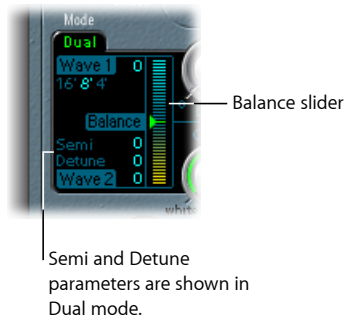 Mode
Dual
Wave 1 0
16' 8' 4'
Balance slider
Balance
Semi 0
Detune 0
Wave 2 0
Semi and Detune
parameters are shown in
Dual mode.